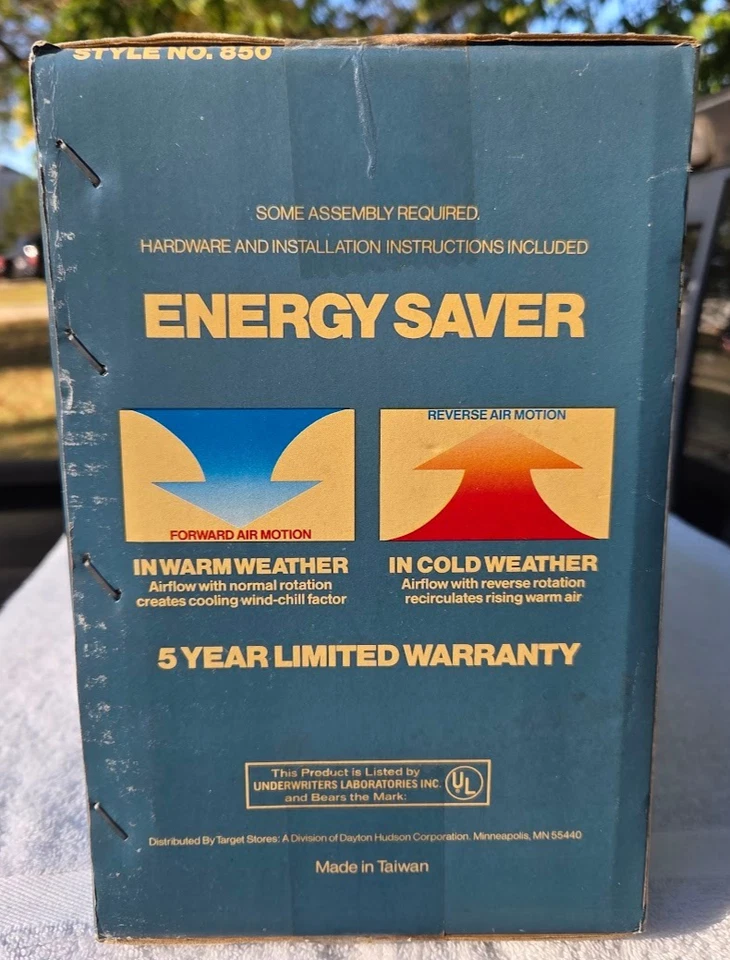 STYLE NO. 850
SOME ASSEMBLY REQUIRED.
HARDWARE AND INSTALLATION INSTRUCTIONS INCLUDED
ENERGY SAVER
FORWARD AIR MOTION
IN WARM WEATHER
Airflow with normal rotation
creates cooling wind-chill factor
REVERSE AIR MOTION
IN COLD WEATHER
Airflow with reverse rotation
recirculates rising warm air
5 YEAR LIMITED WARRANTY
This Product is Listed by
UNDERWRITERS LABORATORIES INC.
and Bears the Mark:
UL
Distributed By Target Stores: A Division of Dayton Hudson Corporation. Minneapolis, MN 55440
Made in Taiwan